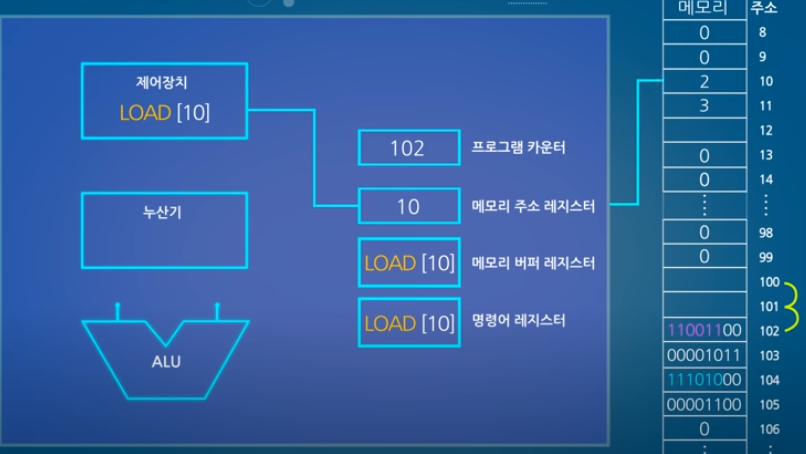 제어장치
LOAD [10]
누산기
ALU
102 프로그램 카운터
10 메모리 주소 레지스터
LOAD [10] 메모리 버퍼 레지스터
LOAD [10] 명령어 레지스터
메모리 주소
0 8
0 9
2 10
3 11
12
0 13
0 14
0 98
0 99
100
101
11001100 102
00001011 103
11101000 104
00001100 105
0 106